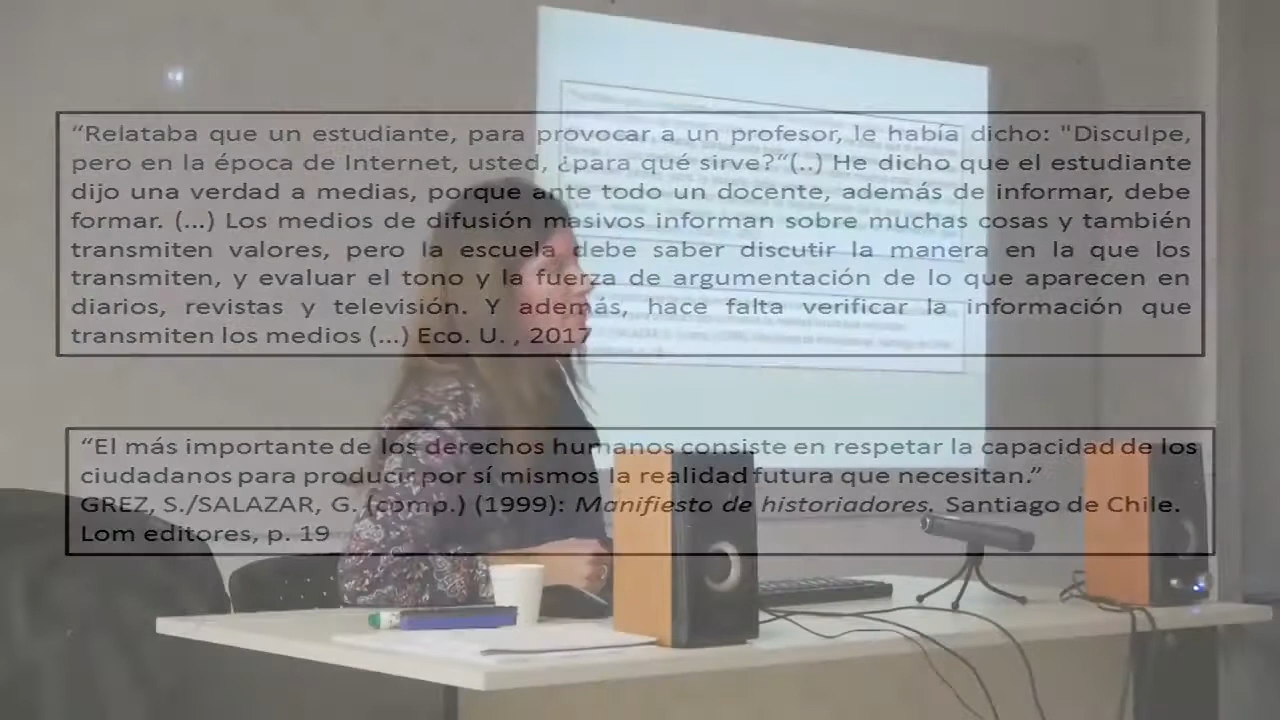 “Relataba que un estudiante, para provocar a un profesor, le había dicho: "Disculpe,
pero en la época de Internet, usted, ¿para qué sirve?“(..) He dicho que el estudiante
dijo una verdad a medias, porque ante todo un docente, además de informar, debe
formar. (...) Los medios de difusión masivos informan sobre muchas cosas y también
transmiten valores, pero la escuela debe saber discutir la manera en la que los
transmiten, y evaluar el tono y la fuerza de argumentación de lo que aparecen en
diarios, revistas y televisión. Y además, hace falta verificar la información que
transmiten los medios (...) Eco. U. , 2017
“El más importante de los derechos humanos consiste en respetar la capacidad de los
ciudadanos para producir por sí mismos la realidad futura que necesitan.”
GREZ, S./SALAZAR, G. (comp.) (1999): Manifiesto de historiadores. Santiago de Chile.
Lom editores, p. 19